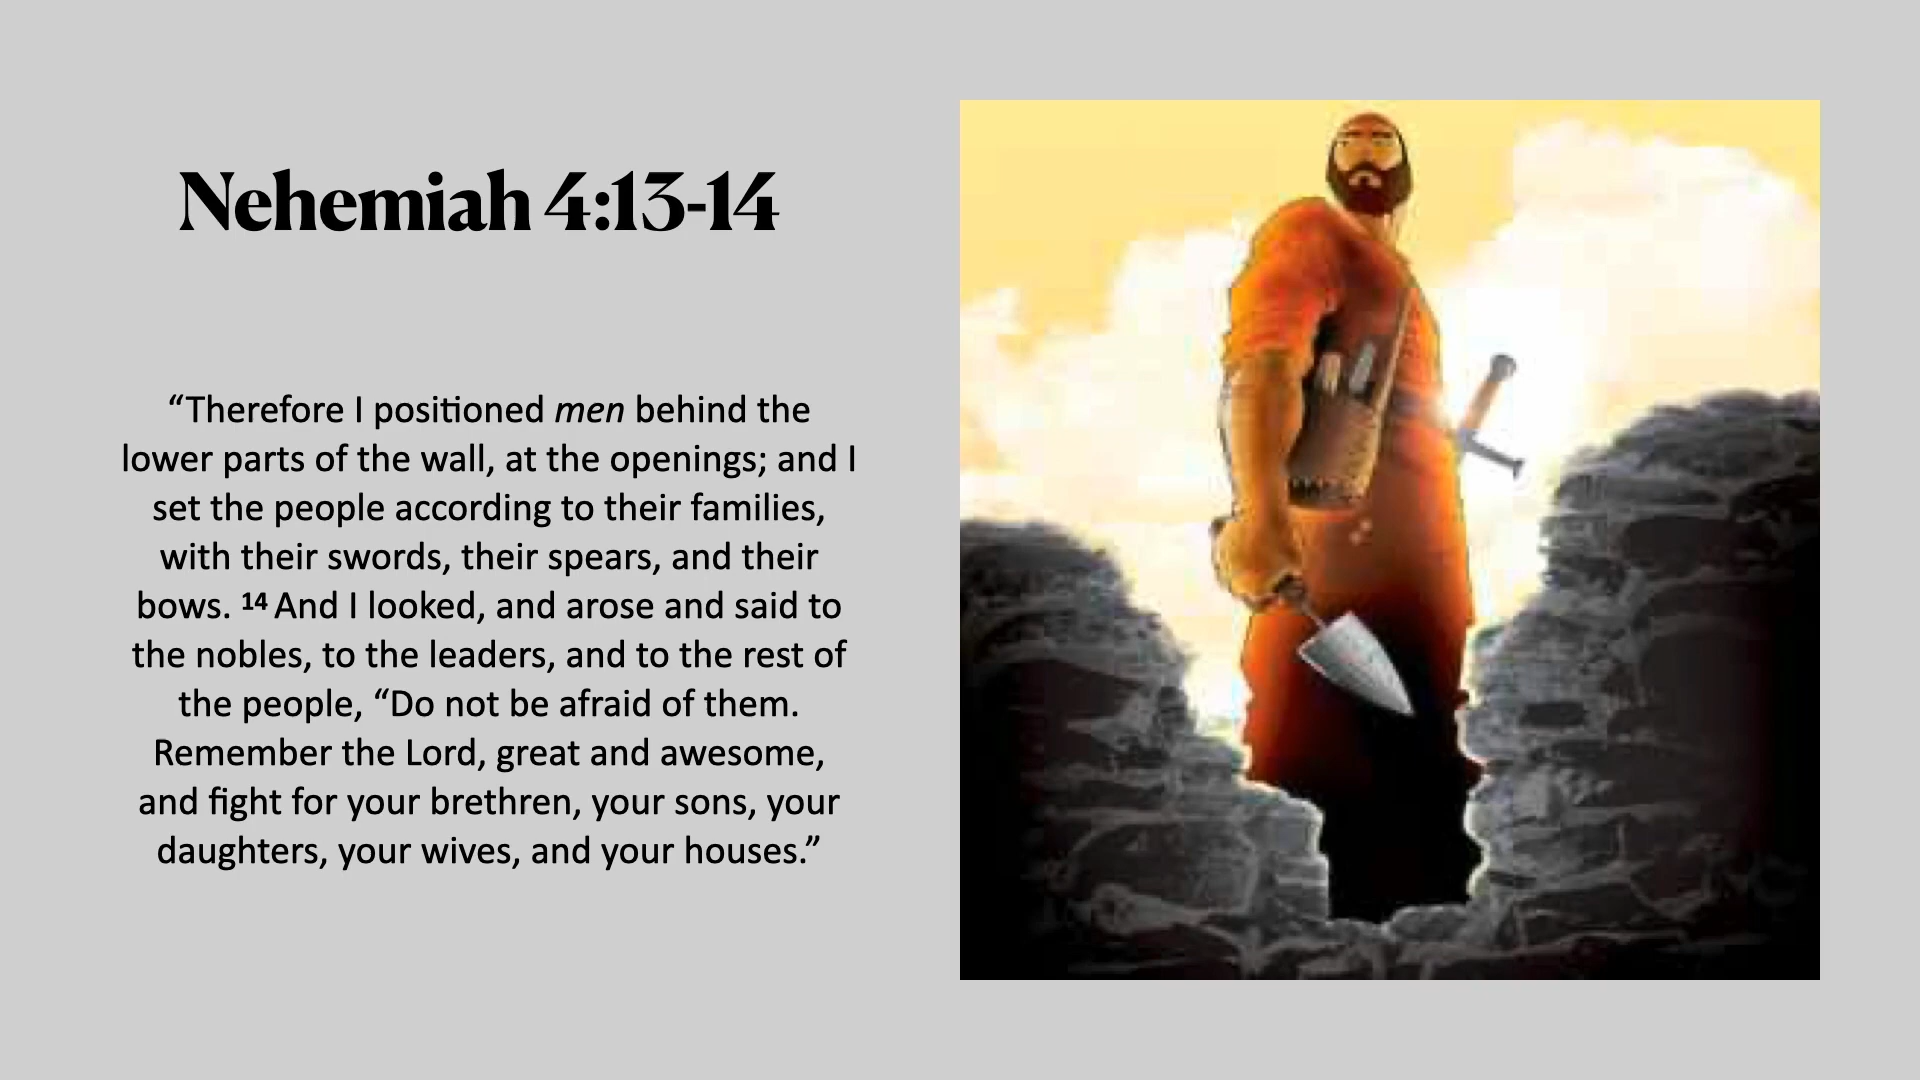 Nehemiah 4:13-14
“Therefore I positioned men behind the
lower parts of the wall, at the openings; and I
set the people according to their families,
with their swords, their spears, and their
bows. 14 And I looked, and arose and said to
the nobles, to the leaders, and to the rest of
the people, “Do not be afraid of them.
Remember the Lord, great and awesome,
and fight for your brethren, your sons, your
daughters, your wives, and your houses.”